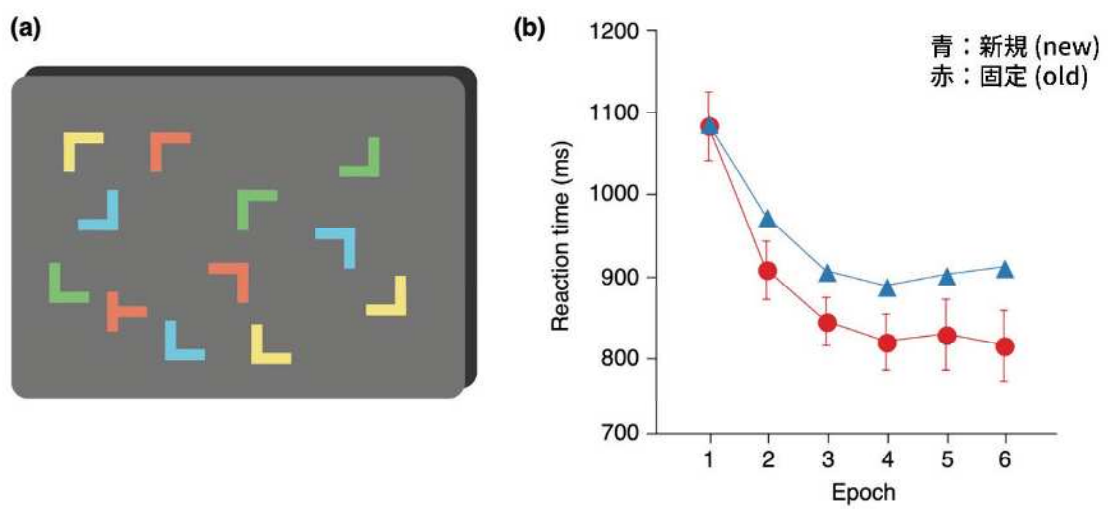 (a)
(b)
1200
1100
1000
900
800
700
Reaction time (ms)
1
2
3
4
5
6
Epoch
青：新規 (new)
赤：固定 (old)